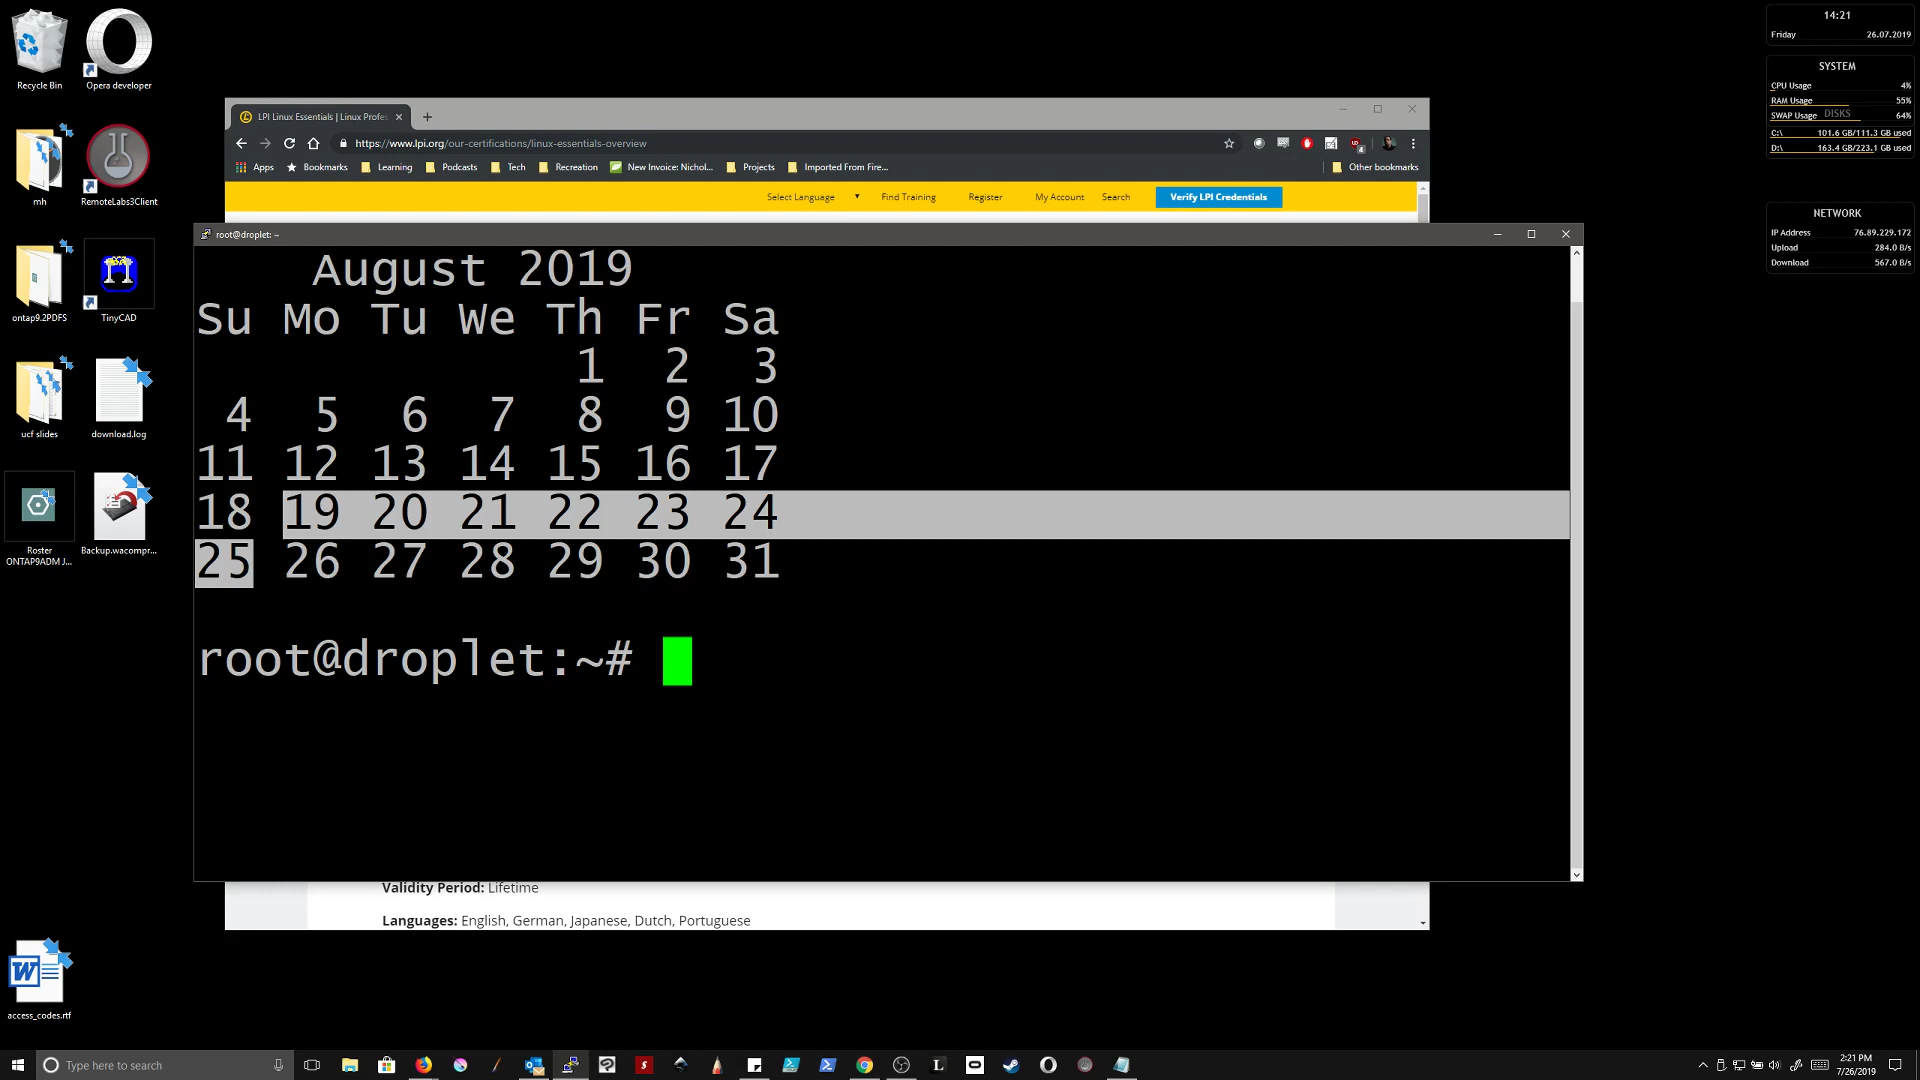 Recycle Bin
Opera developer
mh
RemoteLabs3Client
ontap9.2PDFS
TinyCAD
ucf slides
download.log
Roster
ONTAP9ADM J...
Backup.wacompr...
access_codes.rtf
LPI Linux Essentials | Linux Profes
https://www.lpi.org/our-certifications/linux-essentials-overview
Apps Bookmarks Learning Podcasts Tech Recreation New Invoice: Nichol... Projects Imported From Fire... Other bookmarks
Select Language Find Training Register My Account Search Verify LPI Credentials
root@droplet: ~
August 2019
Su Mo Tu We Th Fr Sa
1 2 3
4 5 6 7 8 9 10
11 12 13 14 15 16 17
18 19 20 21 22 23 24
25 26 27 28 29 30 31
root@droplet:~#
Validity Period: Lifetime
Languages: English, German, Japanese, Dutch, Portuguese
14:21
Friday 26.07.2019
SYSTEM
CPU Usage 4%
RAM Usage 55%
SWAP Usage 64%
DISKS
C:\ 101.6 GB/111.3 GB used
D:\ 163.4 GB/223.1 GB used
NETWORK
IP Address 76.89.229.172
Upload 284.0 B/s
Download 567.0 B/s
Type here to search
2:21 PM
7/26/2019